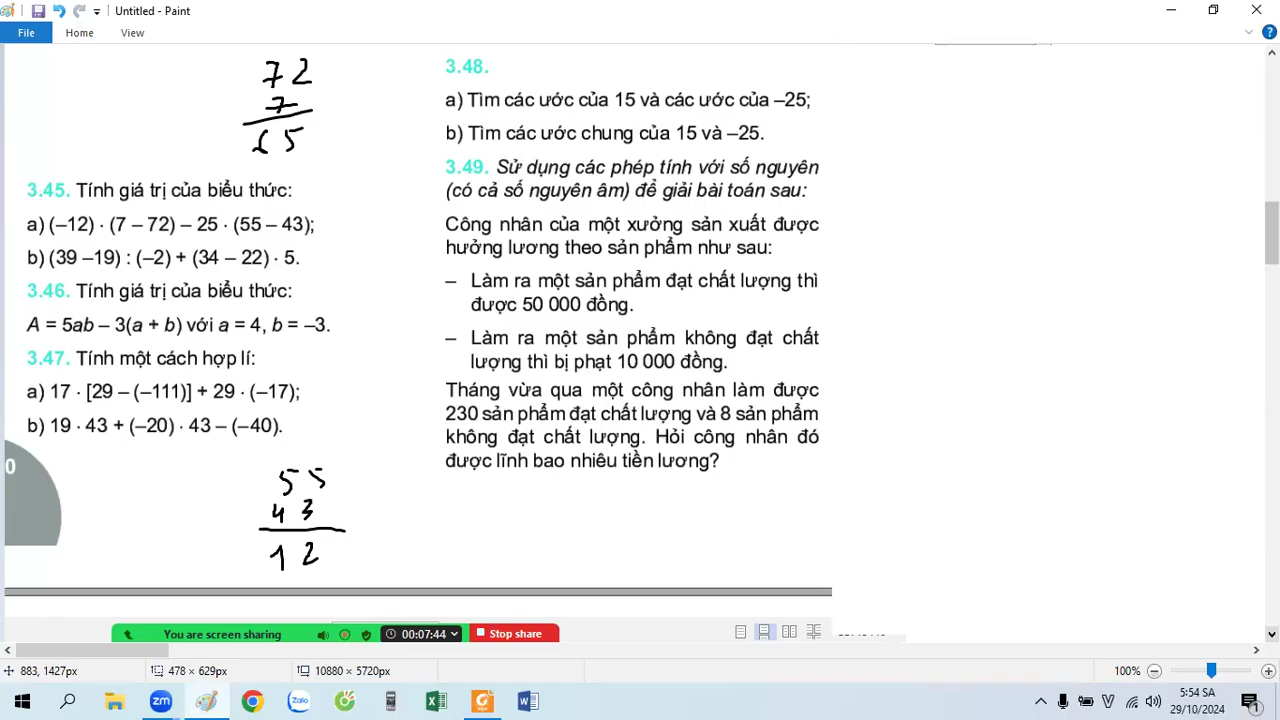 Untitled - Paint
File Home View
72
7
65
3.45. Tính giá trị của biểu thức:
a) (–12) · (7 – 72) – 25 · (55 – 43);
b) (39 –19) : (–2) + (34 – 22) · 5.
3.46. Tính giá trị của biểu thức:
A = 5ab – 3(a + b) với a = 4, b = –3.
3.47. Tính một cách hợp lí:
a) 17 · [29 – (–111)] + 29 · (–17);
b) 19 · 43 + (–20) · 43 – (–40).
0
55
43
12
3.48.
a) Tìm các ước của 15 và các ước của –25;
b) Tìm các ước chung của 15 và –25.
3.49. Sử dụng các phép tính với số nguyên
(có cả số nguyên âm) để giải bài toán sau:
Công nhân của một xưởng sản xuất được
hưởng lương theo sản phẩm như sau:
– Làm ra một sản phẩm đạt chất lượng thì
được 50 000 đồng.
– Làm ra một sản phẩm không đạt chất
lượng thì bị phạt 10 000 đồng.
Tháng vừa qua một công nhân làm được
230 sản phẩm đạt chất lượng và 8 sản phẩm
không đạt chất lượng. Hỏi công nhân đó
được lĩnh bao nhiêu tiền lương?
You are screen sharing 00:07:44 Stop share
883, 1427px 478 × 629px 10880 × 5720px 100%
zm Zalo
5:54 SA
29/10/2024